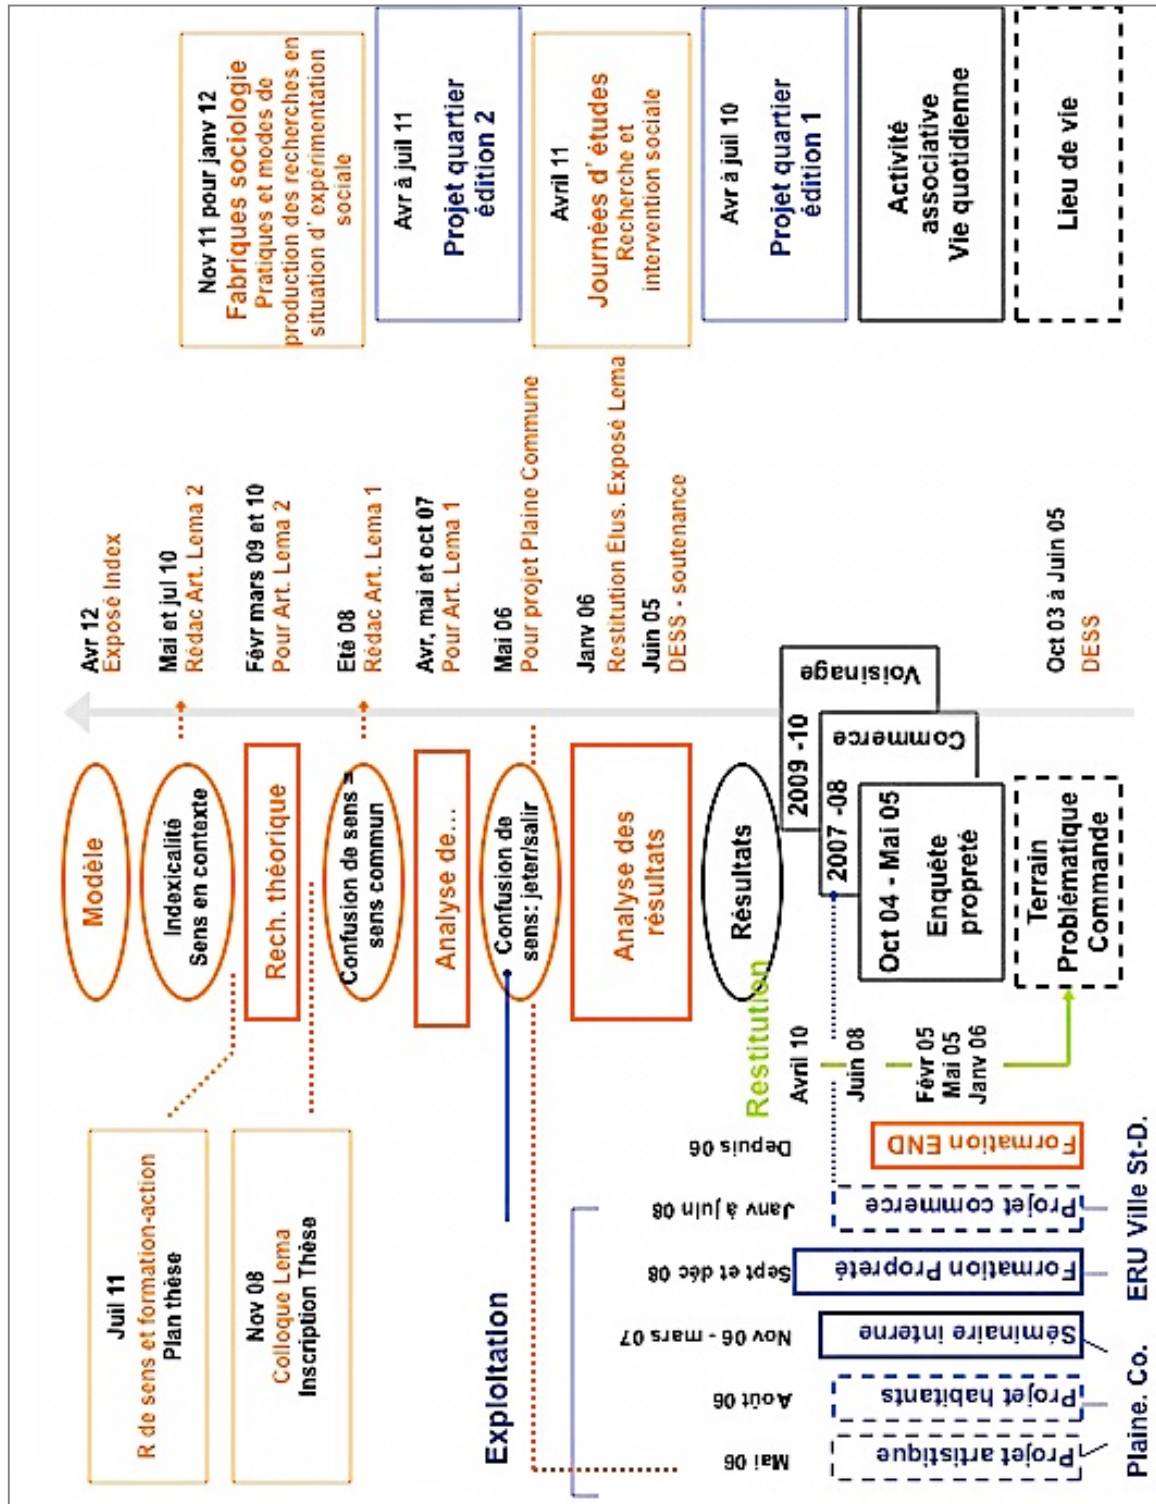 Juil 11
R de sens et formation-action
Plan thèse
Nov 08
Colloque Lema
Inscription Thèse
Exploitation
Mai 06
Août 06
Nov 06 - mars 07
Sept et déc 08
Janv à juin 08
Depuis 06
Projet artistique
Projet habitants
Séminaire interne
Formation Propreté
Projet commerce
Formation END
Plaine. Co.
ERU Ville St-D.
Restitution
Avril 10
Juin 08
Févr 05
Mai 05
Janv 06
Modèle
Indexicalité
Sens en contexte
Rech. théorique
Confusion de sens =
sens commun
Analyse de...
Confusion de
sens: jeter/salir
Analyse des
résultats
Résultats
2009 -10
Voisinage
2007 -08
Commerce
Oct 04 - Mai 05
Enquête
propreté
Terrain
Problématique
Commande
Avr 12
Exposé Index
Mai et jul 10
Rédac Art. Lema 2
Févr mars 09 et 10
Pour Art. Lema 2
Eté 08
Rédac Art. Lema 1
Avr, mai et oct 07
Pour Art. Lema 1
Mai 06
Pour projet Plaine Commune
Janv 06
Restitution Elus. Exposé Lema
Juin 05
DESS - soutenance
Oct 03 à Juin 05
DESS
Nov 11 pour janv 12
Fabriques sociologie
Pratiques et modes de
production des recherches en
situation d' expérimentation
sociale
Avr à juil 11
Projet quartier
édition 2
Avril 11
Journées d' études
Recherche et
intervention sociale
Avr à juil 10
Projet quartier
édition 1
Activité
associative
Vie quotidienne
Lieu de vie